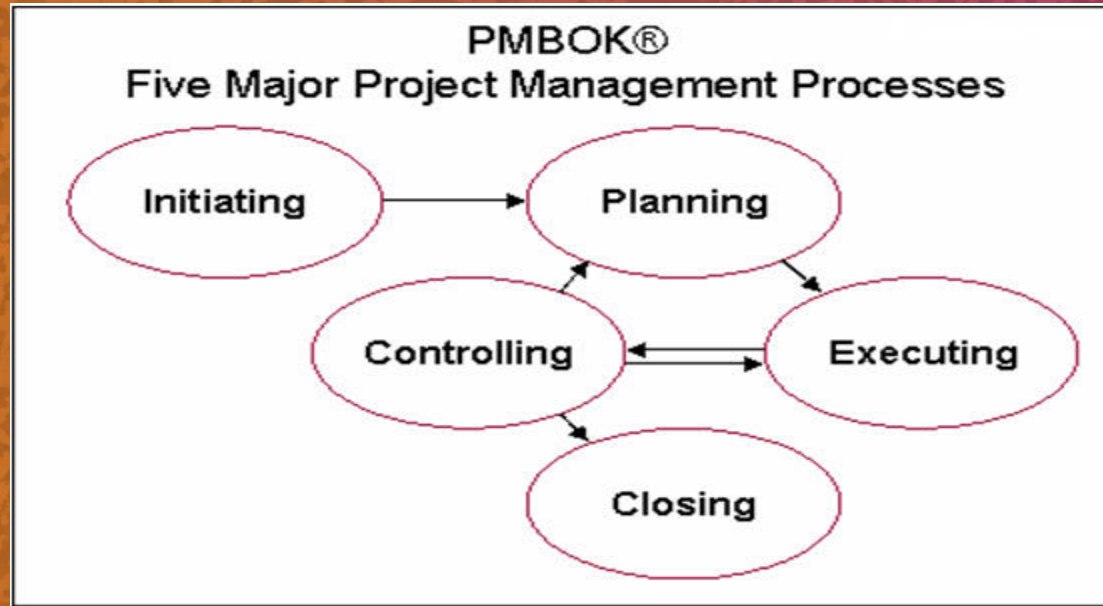 PMBOK®
Five Major Project Management Processes
Initiating
Planning
Controlling
Executing
Closing